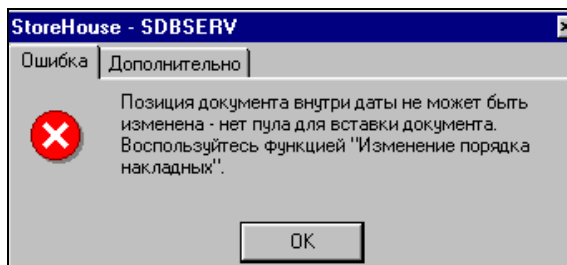 StoreHouse - SDBSERV
Ошибка
Дополнительно
Позиция документа внутри даты не может быть
изменена - нет пула для вставки документа.
Воспользуйтесь функцией "Изменение порядка
накладных".
OK